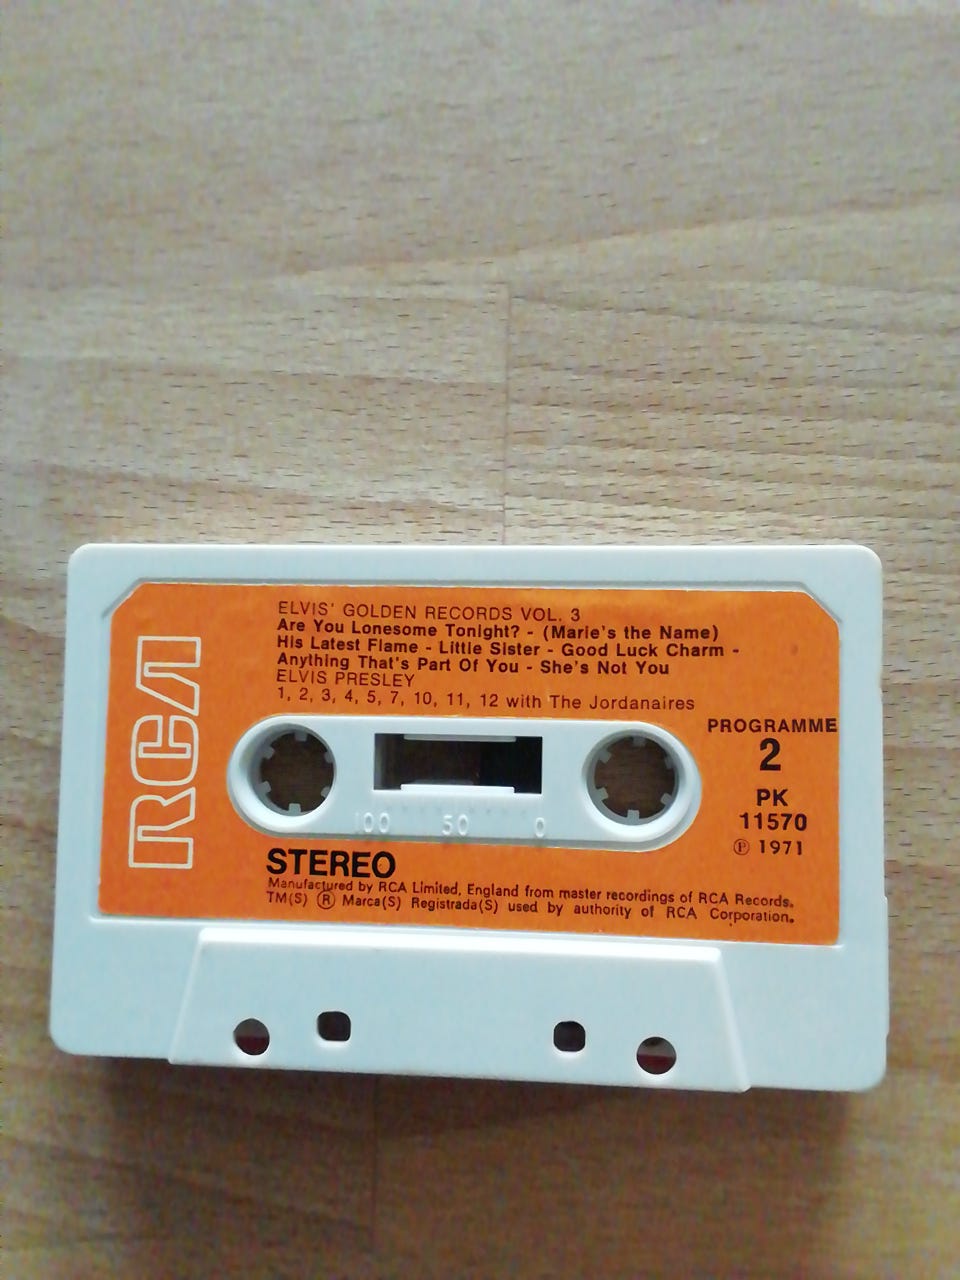 RCA
ELVIS' GOLDEN RECORDS VOL. 3
Are You Lonesome Tonight? - (Marie's the Name)
His Latest Flame - Little Sister - Good Luck Charm -
Anything That's Part Of You - She's Not You
ELVIS PRESLEY
1, 2, 3, 4, 5, 7, 10, 11, 12 with The Jordanaires
PROGRAMME
2
PK
11570
Ⓟ 1971
100 50 0
STEREO
Manufactured by RCA Limited, England from master recordings of RCA Records.
TM(S) ® Marca(S) Registrada(S) used by authority of RCA Corporation.